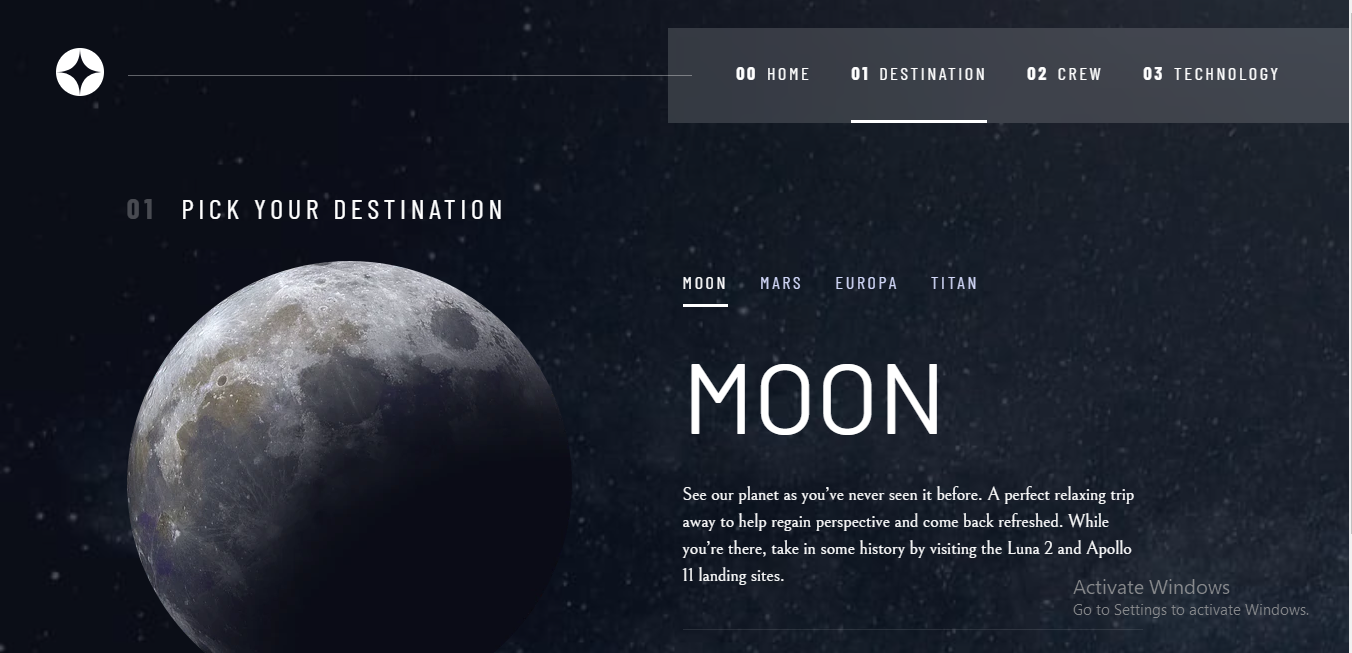 00 HOME 01 DESTINATION 02 CREW 03 TECHNOLOGY
01 PICK YOUR DESTINATION
MOON MARS EUROPA TITAN
MOON
See our planet as you’ve never seen it before. A perfect relaxing trip
away to help regain perspective and come back refreshed. While
you’re there, take in some history by visiting the Luna 2 and Apollo
11 landing sites.
Activate Windows
Go to Settings to activate Windows.